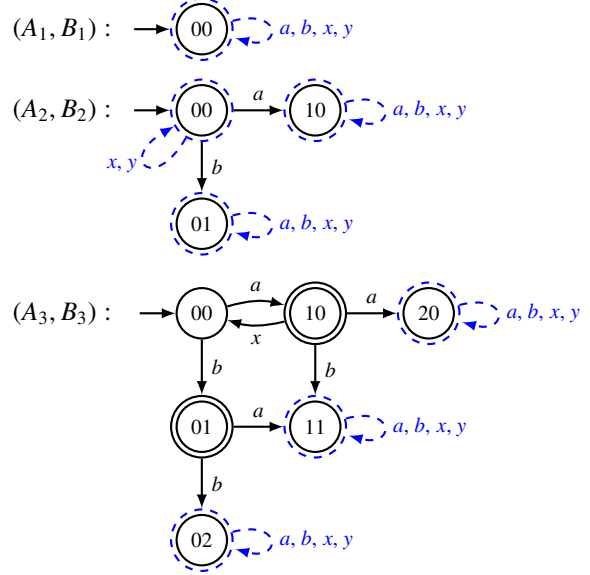 (A₁, B₁) : 00 a, b, x, y
(A₂, B₂) : 00 a 10 a, b, x, y
x, y b
01 a, b, x, y
(A₃, B₃) : 00 a x 10 a 20 a, b, x, y
b b
01 a 11 a, b, x, y
b
02 a, b, x, y